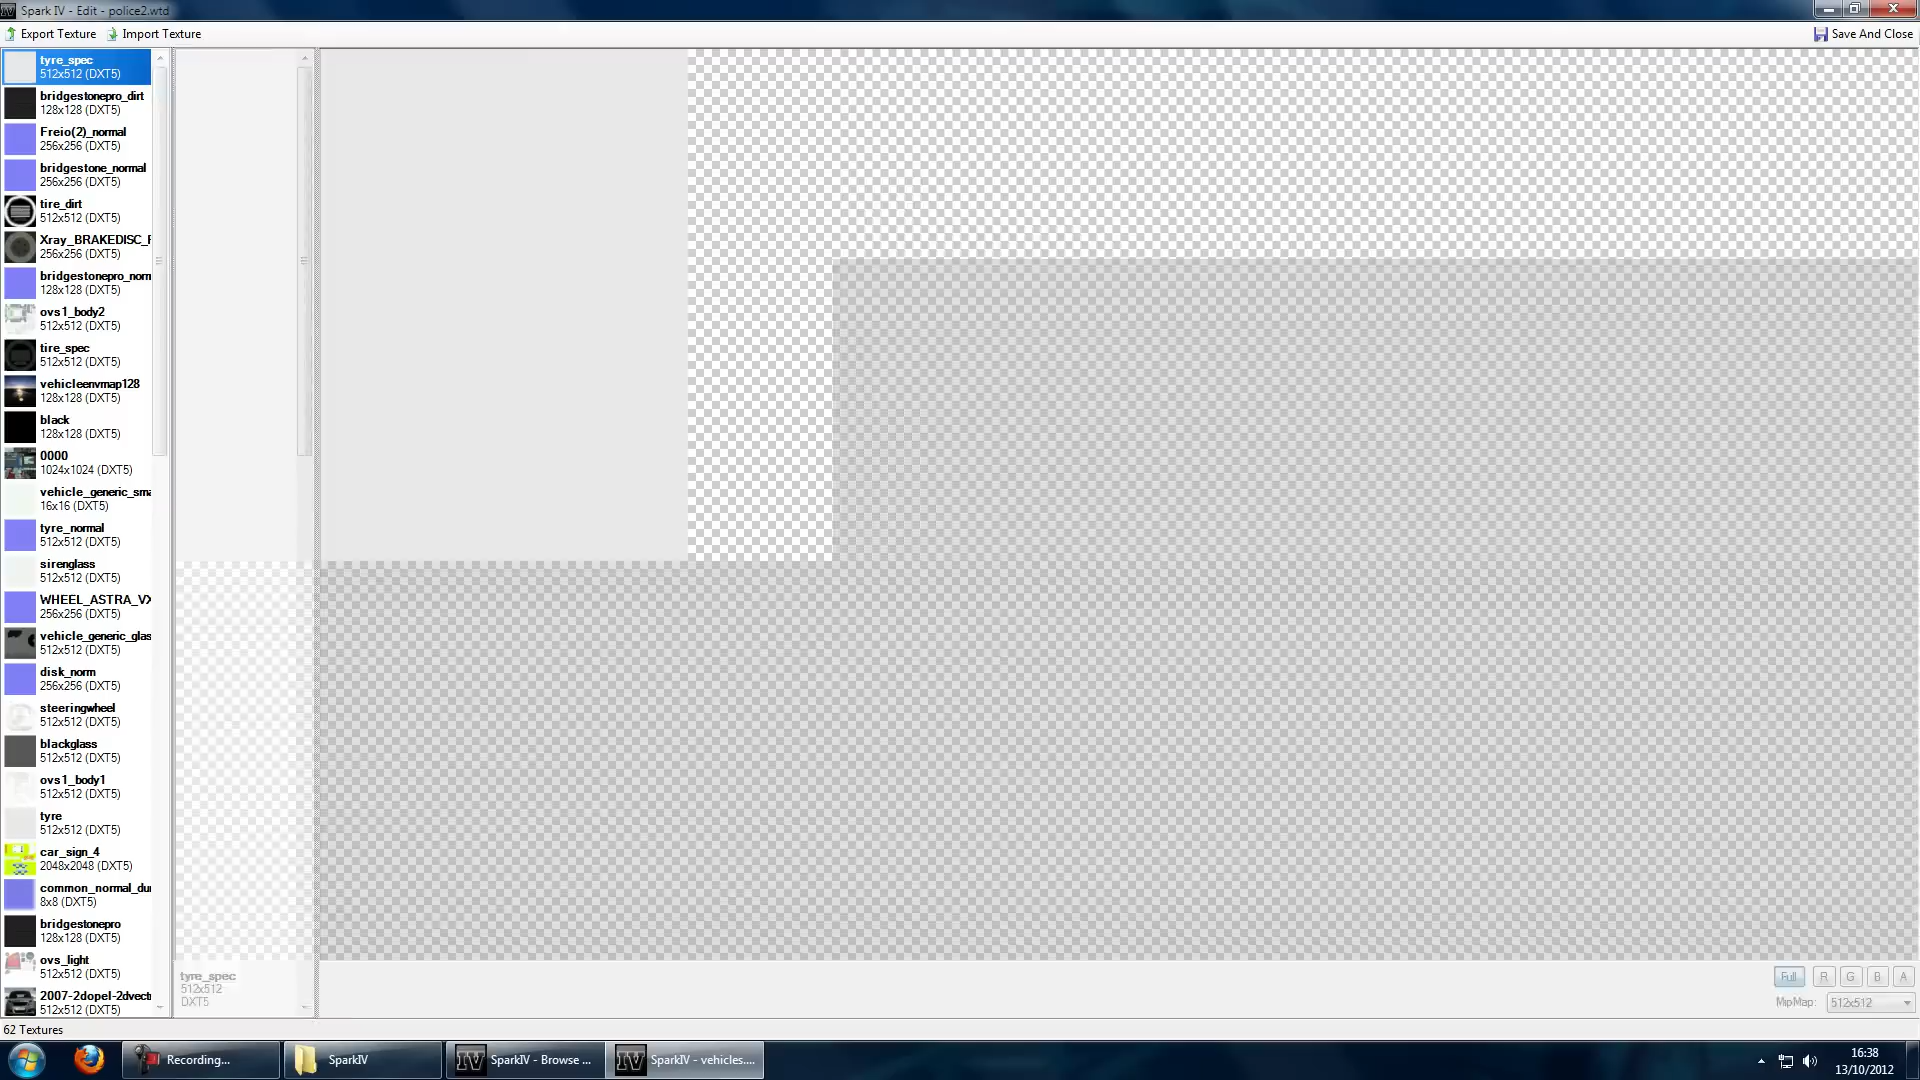 Spark IV - Edit - police2.wtd
Export Texture
Import Texture
Save And Close
tyre_spec
512x512 (DXT5)
bridgestonepro_dirt
128x128 (DXT5)
Freio(2)_normal
256x256 (DXT5)
bridgestone_normal
256x256 (DXT5)
tire_dirt
512x512 (DXT5)
Xray_BRAKEDISC_F
256x256 (DXT5)
bridgestonepro_norm
128x128 (DXT5)
ovs1_body2
512x512 (DXT5)
tire_spec
512x512 (DXT5)
vehicleenvmap128
128x128 (DXT5)
black
128x128 (DXT5)
0000
1024x1024 (DXT5)
vehicle_generic_sma
16x16 (DXT5)
tyre_normal
512x512 (DXT5)
sirenglass
512x512 (DXT5)
WHEEL_ASTRA_VX
256x256 (DXT5)
vehicle_generic_glas
512x512 (DXT5)
disk_norm
256x256 (DXT5)
steeringwheel
512x512 (DXT5)
blackglass
512x512 (DXT5)
ovs1_body1
512x512 (DXT5)
tyre
512x512 (DXT5)
car_sign_4
2048x2048 (DXT5)
common_normal_dur
8x8 (DXT5)
bridgestonepro
128x128 (DXT5)
ovs_light
512x512 (DXT5)
2007-2dopel-2dvectr
512x512 (DXT5)
tyre_spec
512x512
DXT5
Full R G B A
MipMap: 512x512
62 Textures
Recording...
SparkIV
SparkIV - Browse ...
SparkIV - vehicles....
16:38
13/10/2012